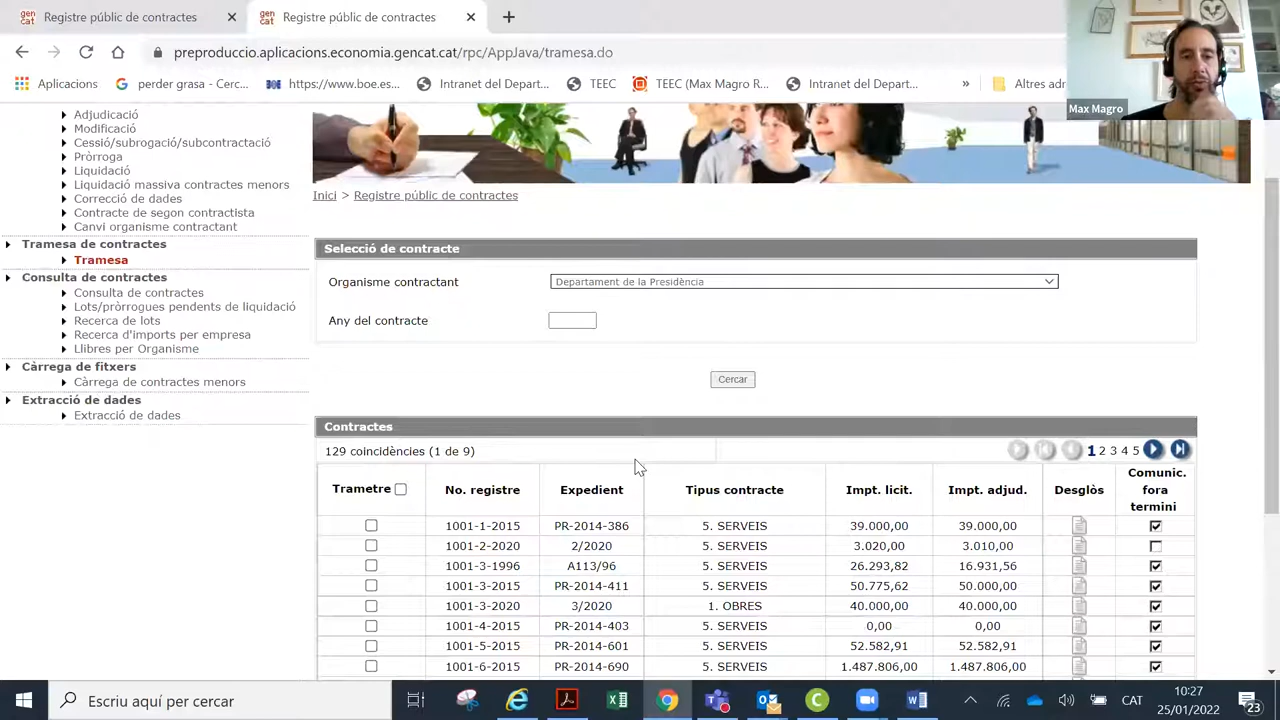 gen
cat
Registre públic de contractes
gen
cat
Registre públic de contractes
preproduccio.aplicacions.economia.gencat.cat/rpc/AppJava/tramesa.do
Aplicacions
perder grasa - Cerc...
https://www.boe.es...
Intranet del Depart...
TEEC
TEEC (Max Magro R...
Intranet del Depart...
»
Altres adr
Max Magro
Adjudicació
Modificació
Cessió/subrogació/subcontractació
Pròrroga
Liquidació
Liquidació massiva contractes menors
Correcció de dades
Contracte de segon contractista
Canvi organisme contractant
Tramesa de contractes
Tramesa
Consulta de contractes
Consulta de contractes
Lots/pròrrogues pendents de liquidació
Recerca de lots
Recerca d'imports per empresa
Llibres per Organisme
Càrrega de fitxers
Càrrega de contractes menors
Extracció de dades
Extracció de dades
Inici > Registre públic de contractes
Selecció de contracte
Organisme contractant Departament de la Presidència
Any del contracte
Cercar
Contractes
129 coincidències (1 de 9) 1 2 3 4 5
Trametre No. registre Expedient Tipus contracte Impt. licit. Impt. adjud. Desglòs Comunic. fora termini
1001-1-2015 PR-2014-386 5. SERVEIS 39.000,00 39.000,00
1001-2-2020 2/2020 5. SERVEIS 3.020,00 3.010,00
1001-3-1996 A113/96 5. SERVEIS 26.293,82 16.931,56
1001-3-2015 PR-2014-411 5. SERVEIS 50.775,62 50.000,00
1001-3-2020 3/2020 1. OBRES 40.000,00 40.000,00
1001-4-2015 PR-2014-403 5. SERVEIS 0,00 0,00
1001-5-2015 PR-2014-601 5. SERVEIS 52.582,91 52.582,91
1001-6-2015 PR-2014-690 5. SERVEIS 1.487.806,00 1.487.806,00
Escriu aquí per cercar
CAT
10:27
25/01/2022
23